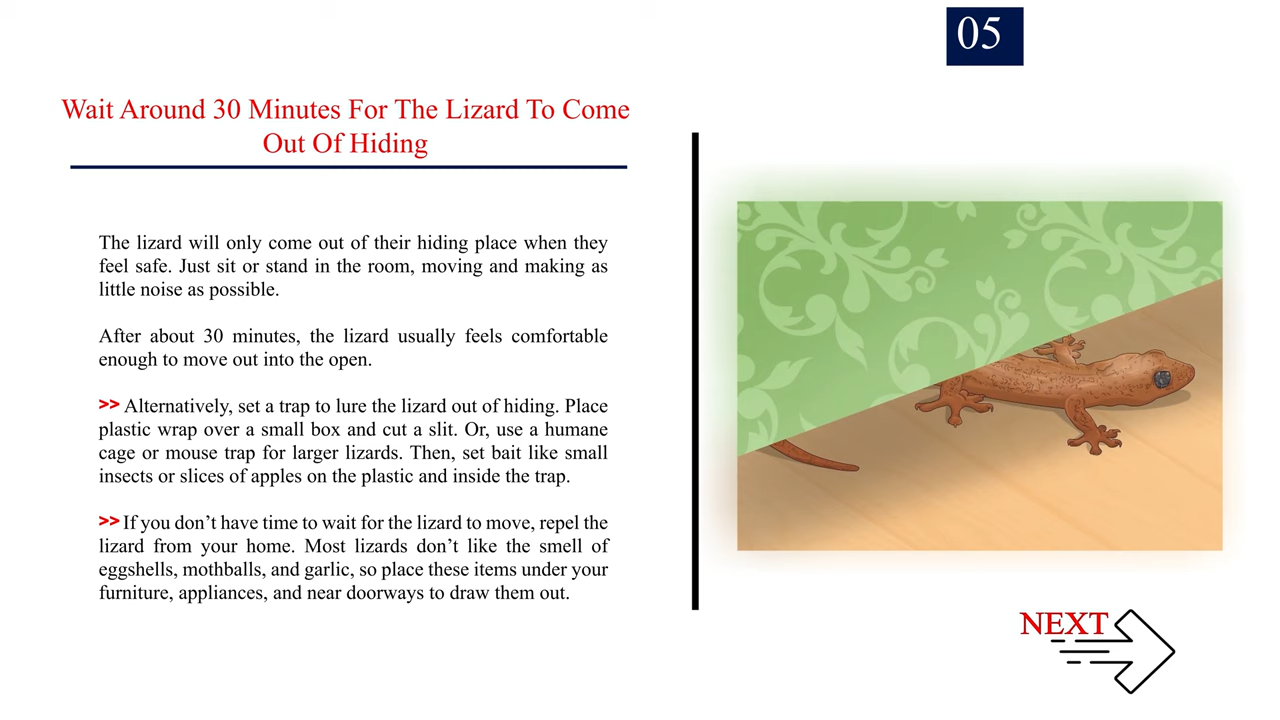 05
Wait Around 30 Minutes For The Lizard To Come
Out Of Hiding
The lizard will only come out of their hiding place when they
feel safe. Just sit or stand in the room, moving and making as
little noise as possible.
After about 30 minutes, the lizard usually feels comfortable
enough to move out into the open.
>> Alternatively, set a trap to lure the lizard out of hiding. Place
plastic wrap over a small box and cut a slit. Or, use a humane
cage or mouse trap for larger lizards. Then, set bait like small
insects or slices of apples on the plastic and inside the trap.
>> If you don’t have time to wait for the lizard to move, repel the
lizard from your home. Most lizards don’t like the smell of
eggshells, mothballs, and garlic, so place these items under your
furniture, appliances, and near doorways to draw them out.
NEXT